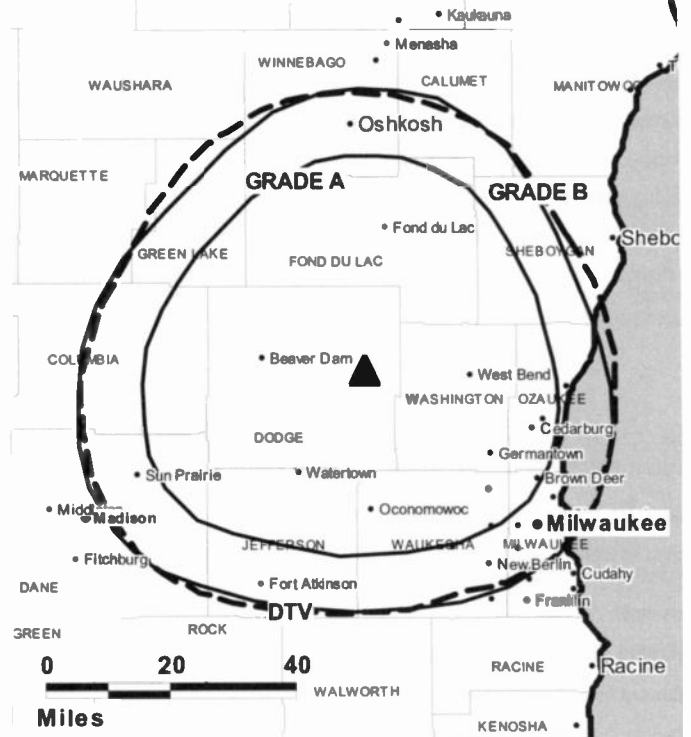 Kaukauna
Menasha
WINNEBAGO
CALUMET
WAUSHARA
MANITOWOC
T
Oshkosh
MARQUETTE
GRADE A
GRADE B
Fond du Lac
Shebo
SHEBOYGAN
GREEN LAKE
FOND DU LAC
COLUMBIA
Beaver Dam
West Bend
WASHINGTON
OZAUKEE
Cedarburg
DODGE
Germantown
Sun Prairie
Watertown
Brown Deer
Middleton
Madison
Oconomowoc
Milwaukee
JEFFERSON
WAUKESHA
MILWAUKEE
Fitchburg
New Berlin
Cudahy
DANE
Fort Atkinson
Franklin
DTV
GREEN
ROCK
0 20 40
RACINE
Racine
WALWORTH
Miles
KENOSHA